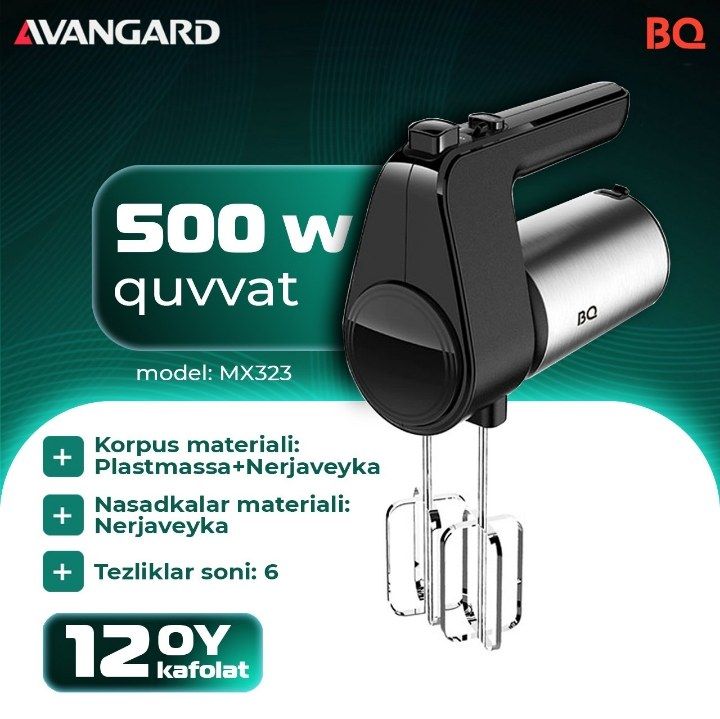 AVANGARD
BQ
500 w
quvvat
BQ
model: MX323
Korpus materiali:
Plastmassa+Nerjaveyka
Nasadkalar materiali:
Nerjaveyka
Tezliklar soni: 6
12 OY
kafolat